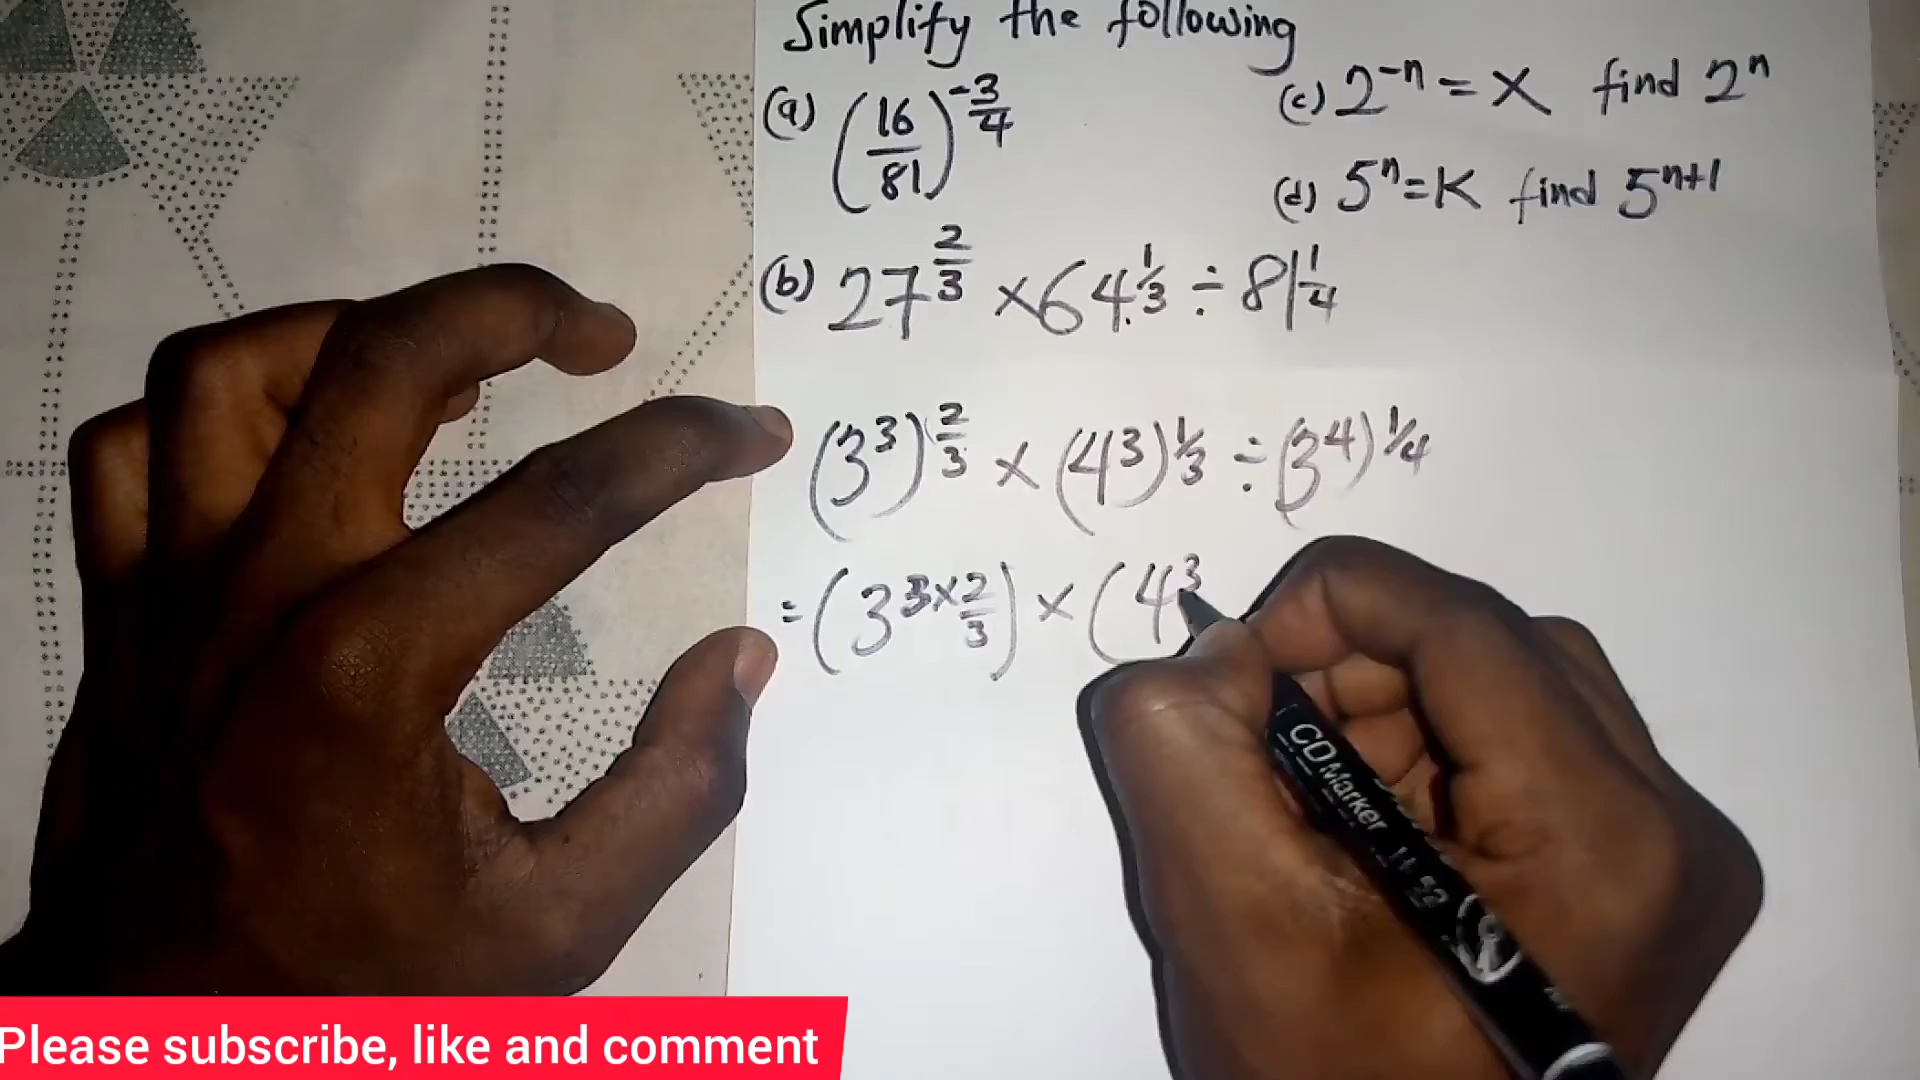 Simplify the following
(a) (16/81)^-3/4
(c) 2^-n = x find 2^n
(d) 5^n = K find 5^n+1
(b) 27^2/3 × 64^1/3 ÷ 81^1/4
(3^3)^2/3 × (4^3)^1/3 ÷ (3^4)^1/4
= (3^3×2/3) × (4^3
CD Marker
Please subscribe, like and comment